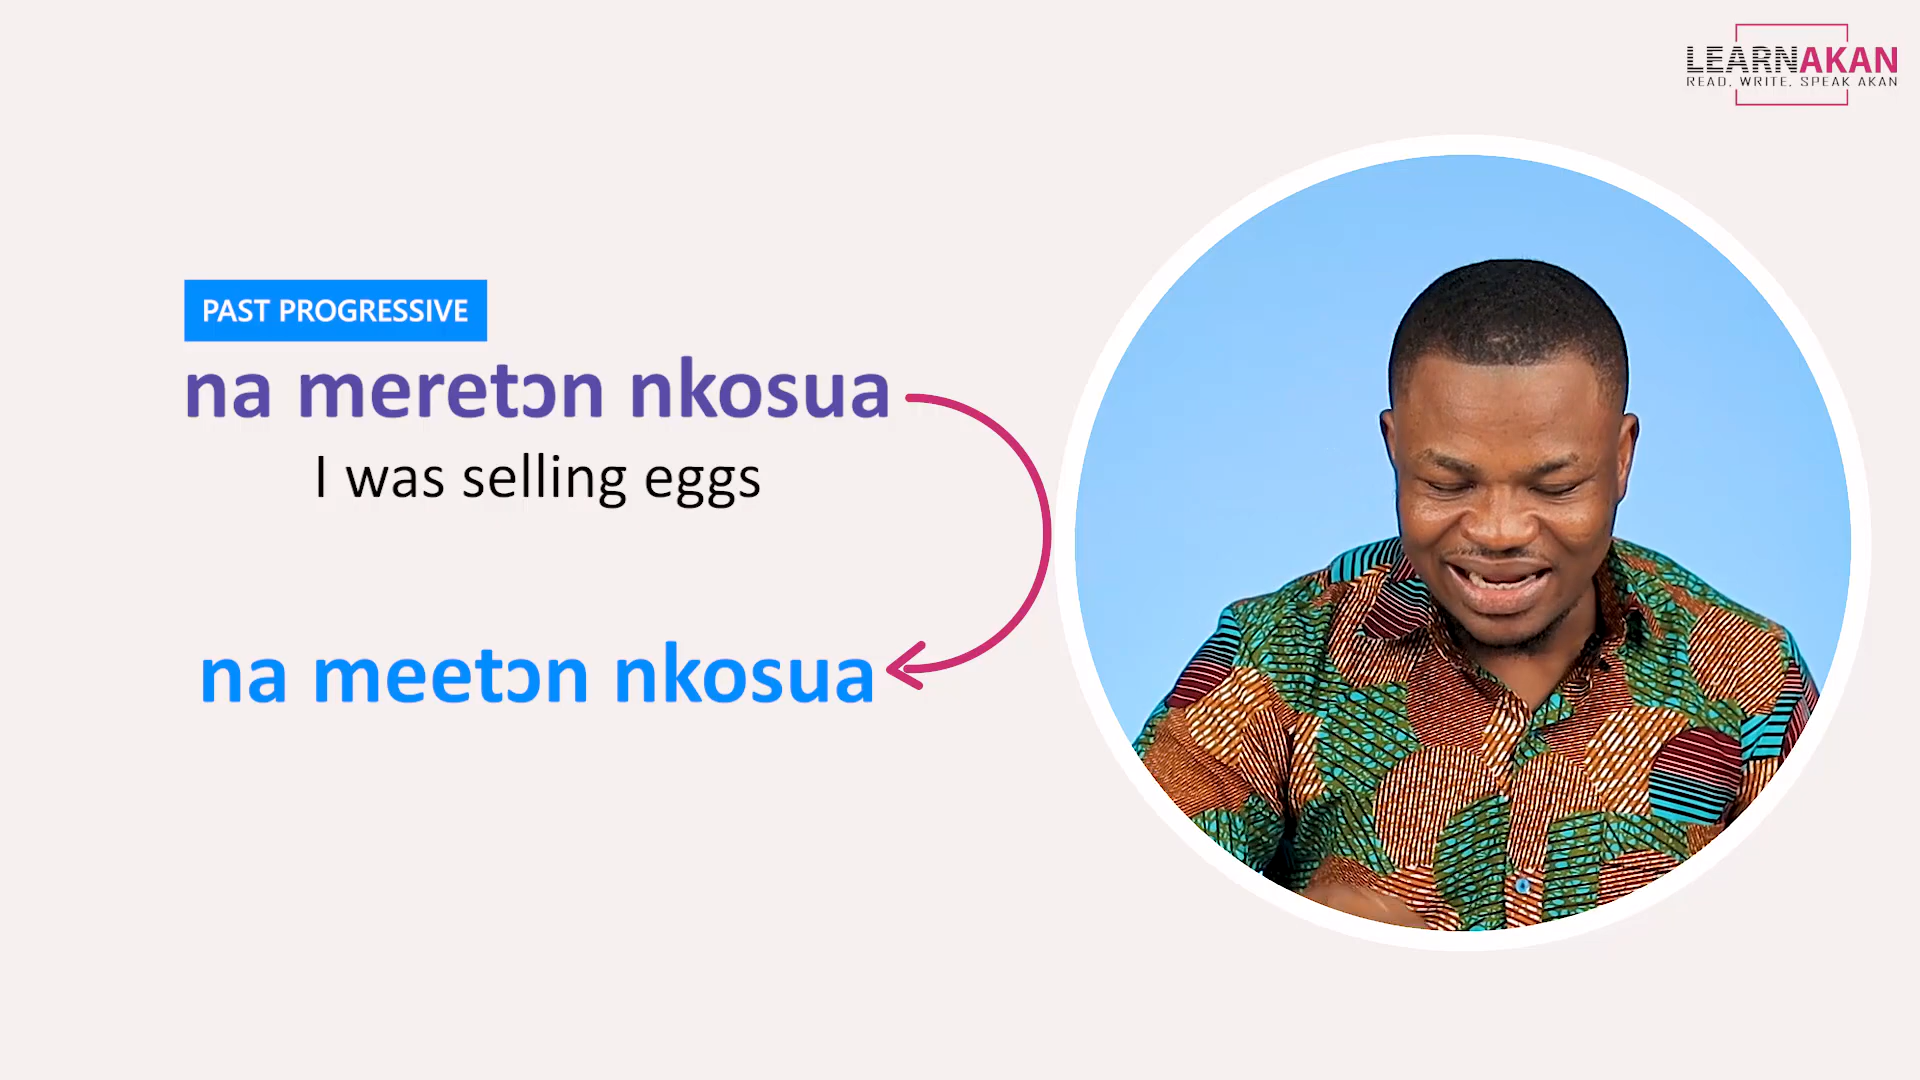 LEARNAKAN
READ. WRITE. SPEAK AKAN
PAST PROGRESSIVE
na meretɔn nkosua
I was selling eggs
na meetɔn nkosua